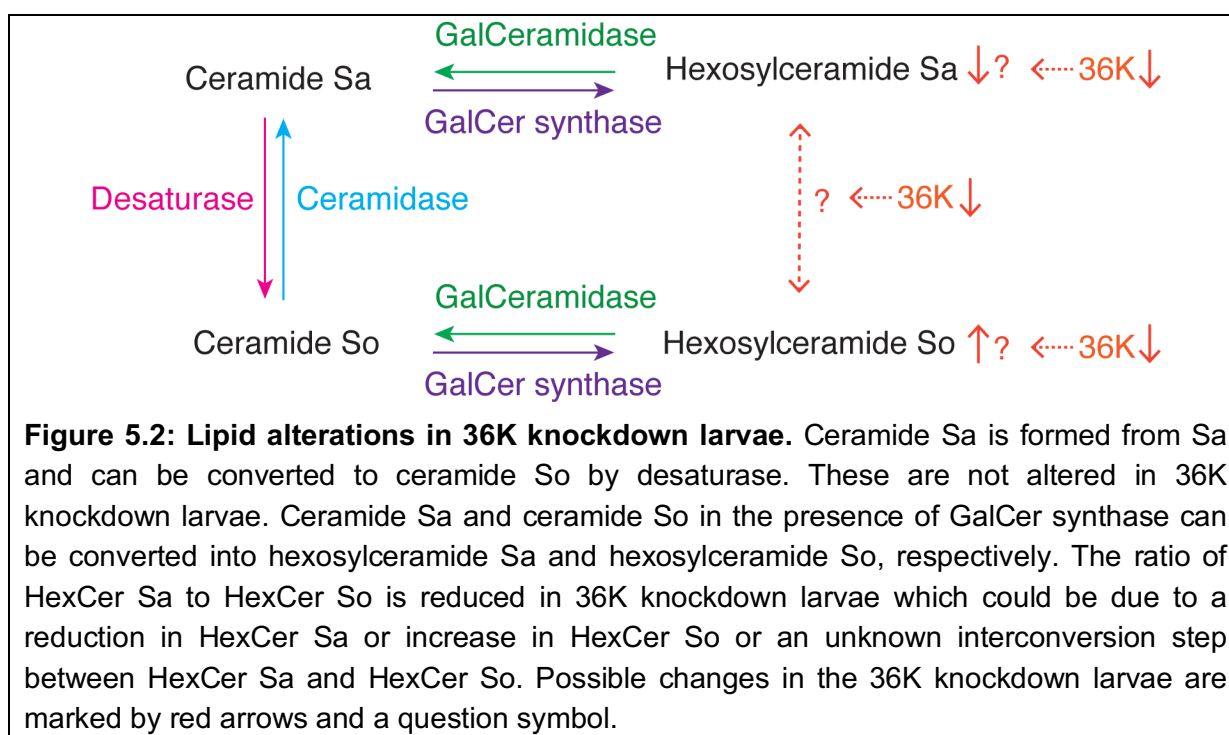 GalCeramidase
Ceramide Sa
Hexosylceramide Sa ↓? ⇠ 36K↓
GalCer synthase
Desaturase
Ceramidase
? ⇠ 36K↓
GalCeramidase
Ceramide So
Hexosylceramide So ↑? ⇠ 36K↓
GalCer synthase
Figure 5.2: Lipid alterations in 36K knockdown larvae. Ceramide Sa is formed from Sa
and can be converted to ceramide So by desaturase. These are not altered in 36K
knockdown larvae. Ceramide Sa and ceramide So in the presence of GalCer synthase can
be converted into hexosylceramide Sa and hexosylceramide So, respectively. The ratio of
HexCer Sa to HexCer So is reduced in 36K knockdown larvae which could be due to a
reduction in HexCer Sa or increase in HexCer So or an unknown interconversion step
between HexCer Sa and HexCer So. Possible changes in the 36K knockdown larvae are
marked by red arrows and a question symbol.